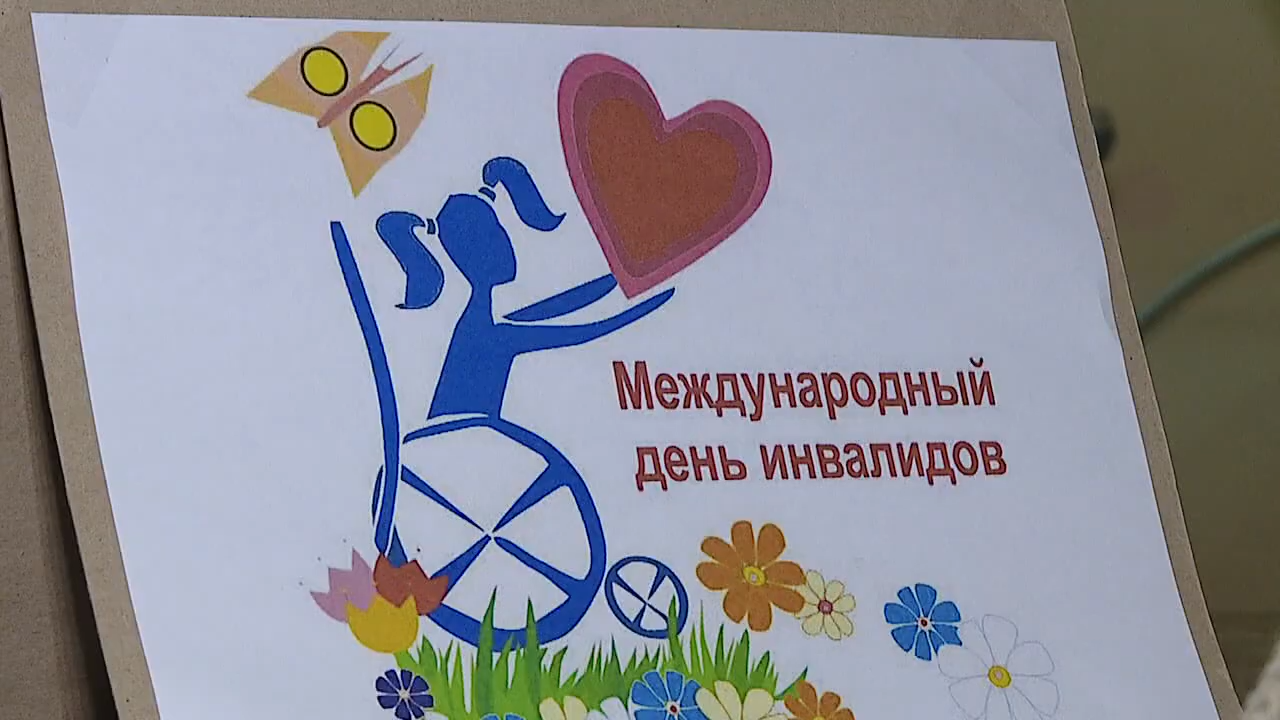 Международный
день инвалидов